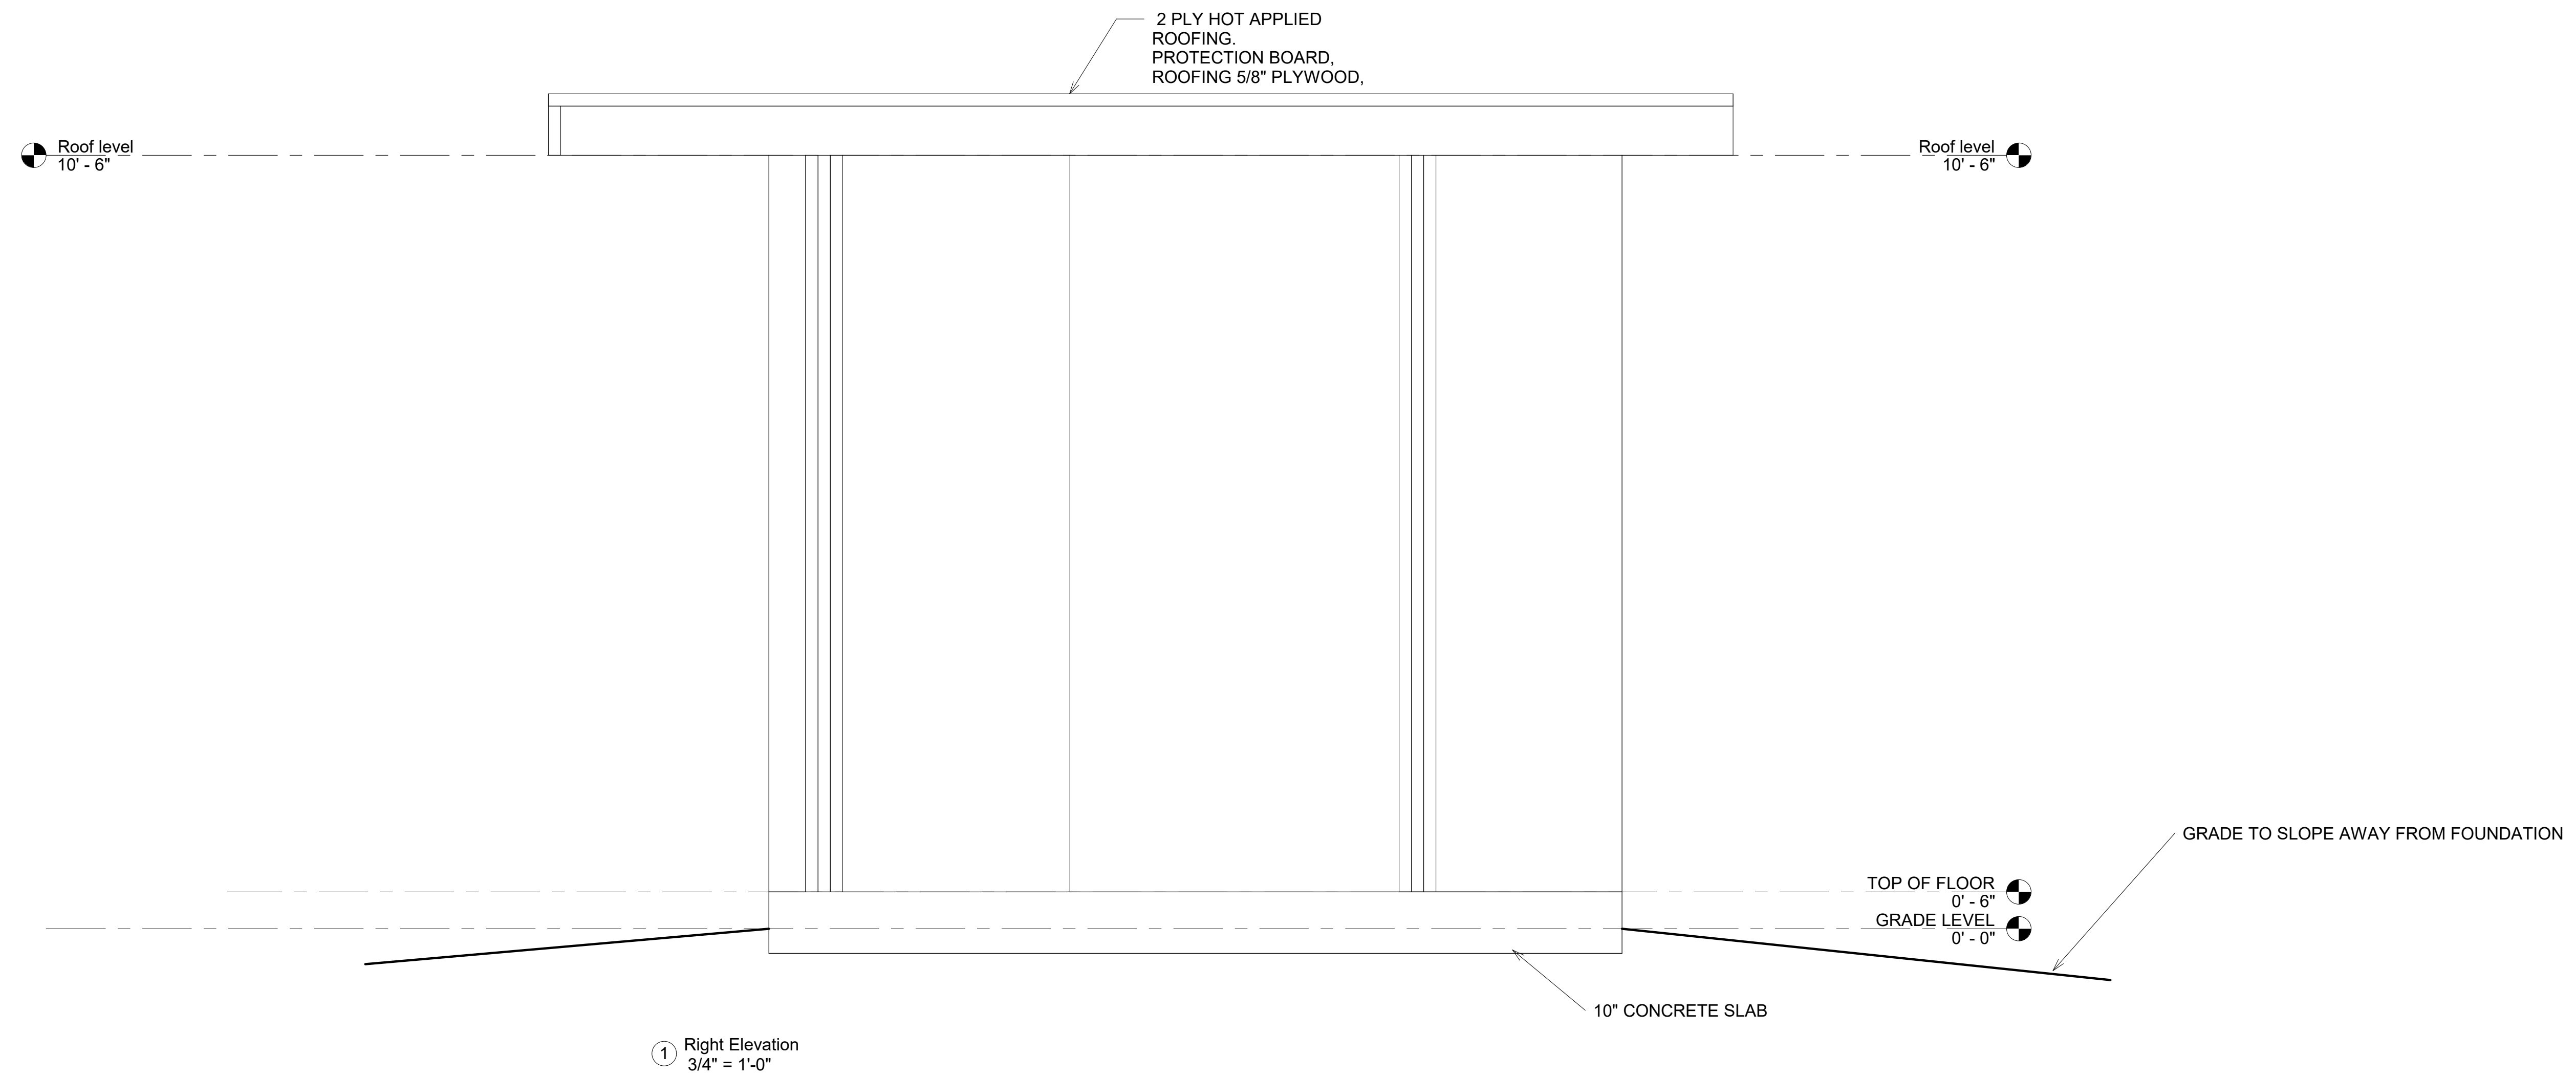 2 PLY HOT APPLIED
ROOFING.
PROTECTION BOARD,
ROOFING 5/8" PLYWOOD,
Roof level
10' - 6"
Roof level
10' - 6"
GRADE TO SLOPE AWAY FROM FOUNDATION
TOP OF FLOOR
0' - 6"
GRADE LEVEL
0' - 0"
10" CONCRETE SLAB
1 Right Elevation
3/4" = 1'-0"